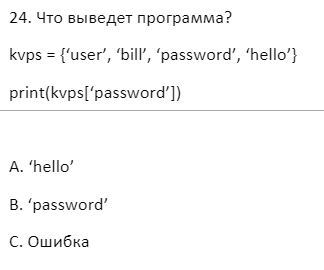 24. Что выведет программа?
kvps = {‘user’, ‘bill’, ‘password’, ‘hello’}
print(kvps[‘password’])
A. ‘hello’
B. ‘password’
C. Ошибка